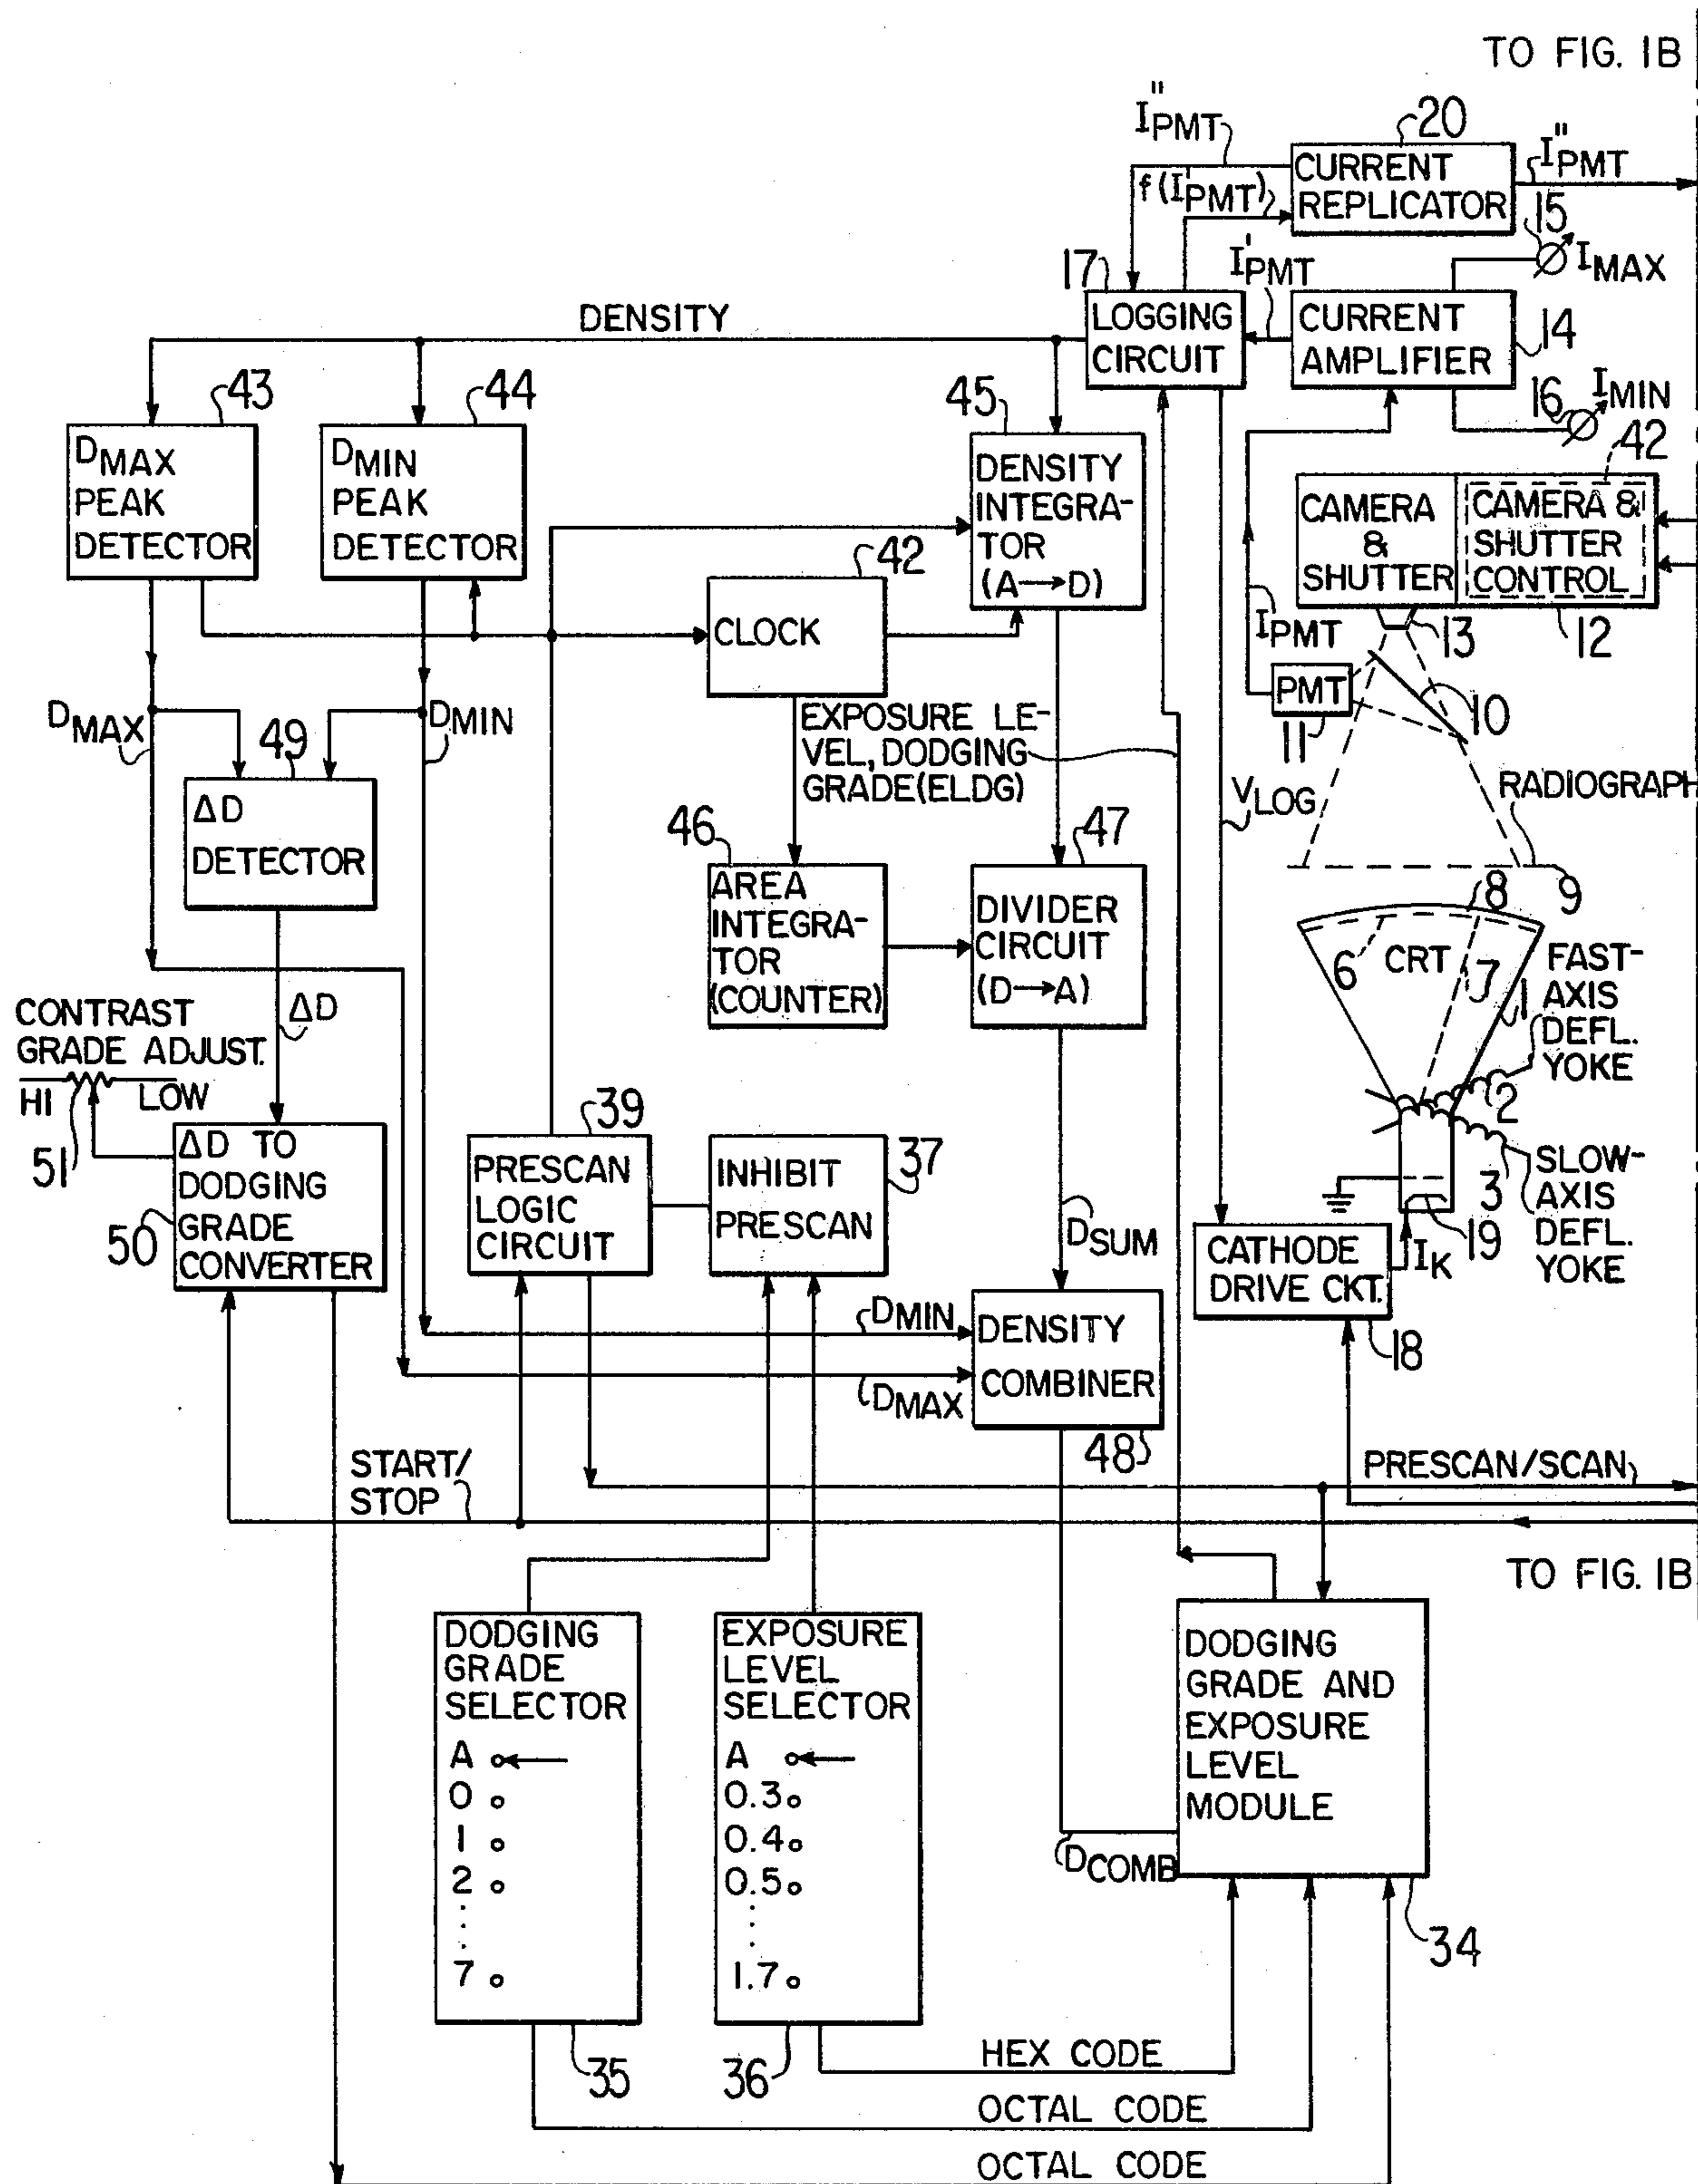 TO FIG. 1B
I"PMT
20
CURRENT
REPLICATOR
I"PMT
f(I'PMT)
15
IMAX
17
I'PMT
LOGGING
CIRCUIT
CURRENT
AMPLIFIER
14
DENSITY
16
IMIN
43
DMAX
PEAK
DETECTOR
44
DMIN
PEAK
DETECTOR
45
DENSITY
INTEGRA-
TOR
(A→D)
42
CAMERA
&
SHUTTER
CAMERA &
SHUTTER
CONTROL
42
CLOCK
IPMT
13
12
PMT
11
10
DMAX
DMIN
49
EXPOSURE LE-
VEL, DODGING
GRADE(ELDG)
VLOG
RADIOGRAPH
ΔD
DETECTOR
46
AREA
INTEGRA-
TOR
(COUNTER)
47
DIVIDER
CIRCUIT
(D→A)
8
9
6
CRT
7
1
FAST-
AXIS
DEFL.
YOKE
2
CONTRAST
GRADE ADJUST.
HI
LOW
51
ΔD
ΔD TO
DODGING
GRADE
CONVERTER
50
39
PRESCAN
LOGIC
CIRCUIT
INHIBIT
PRESCAN
37
DSUM
3
SLOW-
AXIS
DEFL.
YOKE
19
CATHODE
DRIVE CKT.
IK
18
DMIN
DMAX
DENSITY
COMBINER
48
START/
STOP
PRESCAN/SCAN
TO FIG. 1B
DODGING
GRADE
SELECTOR
A
0
1
2
7
35
EXPOSURE
LEVEL
SELECTOR
A
0.3
0.4
0.5
1.7
36
DODGING
GRADE AND
EXPOSURE
LEVEL
MODULE
DCOMB
34
HEX CODE
OCTAL CODE
OCTAL CODE